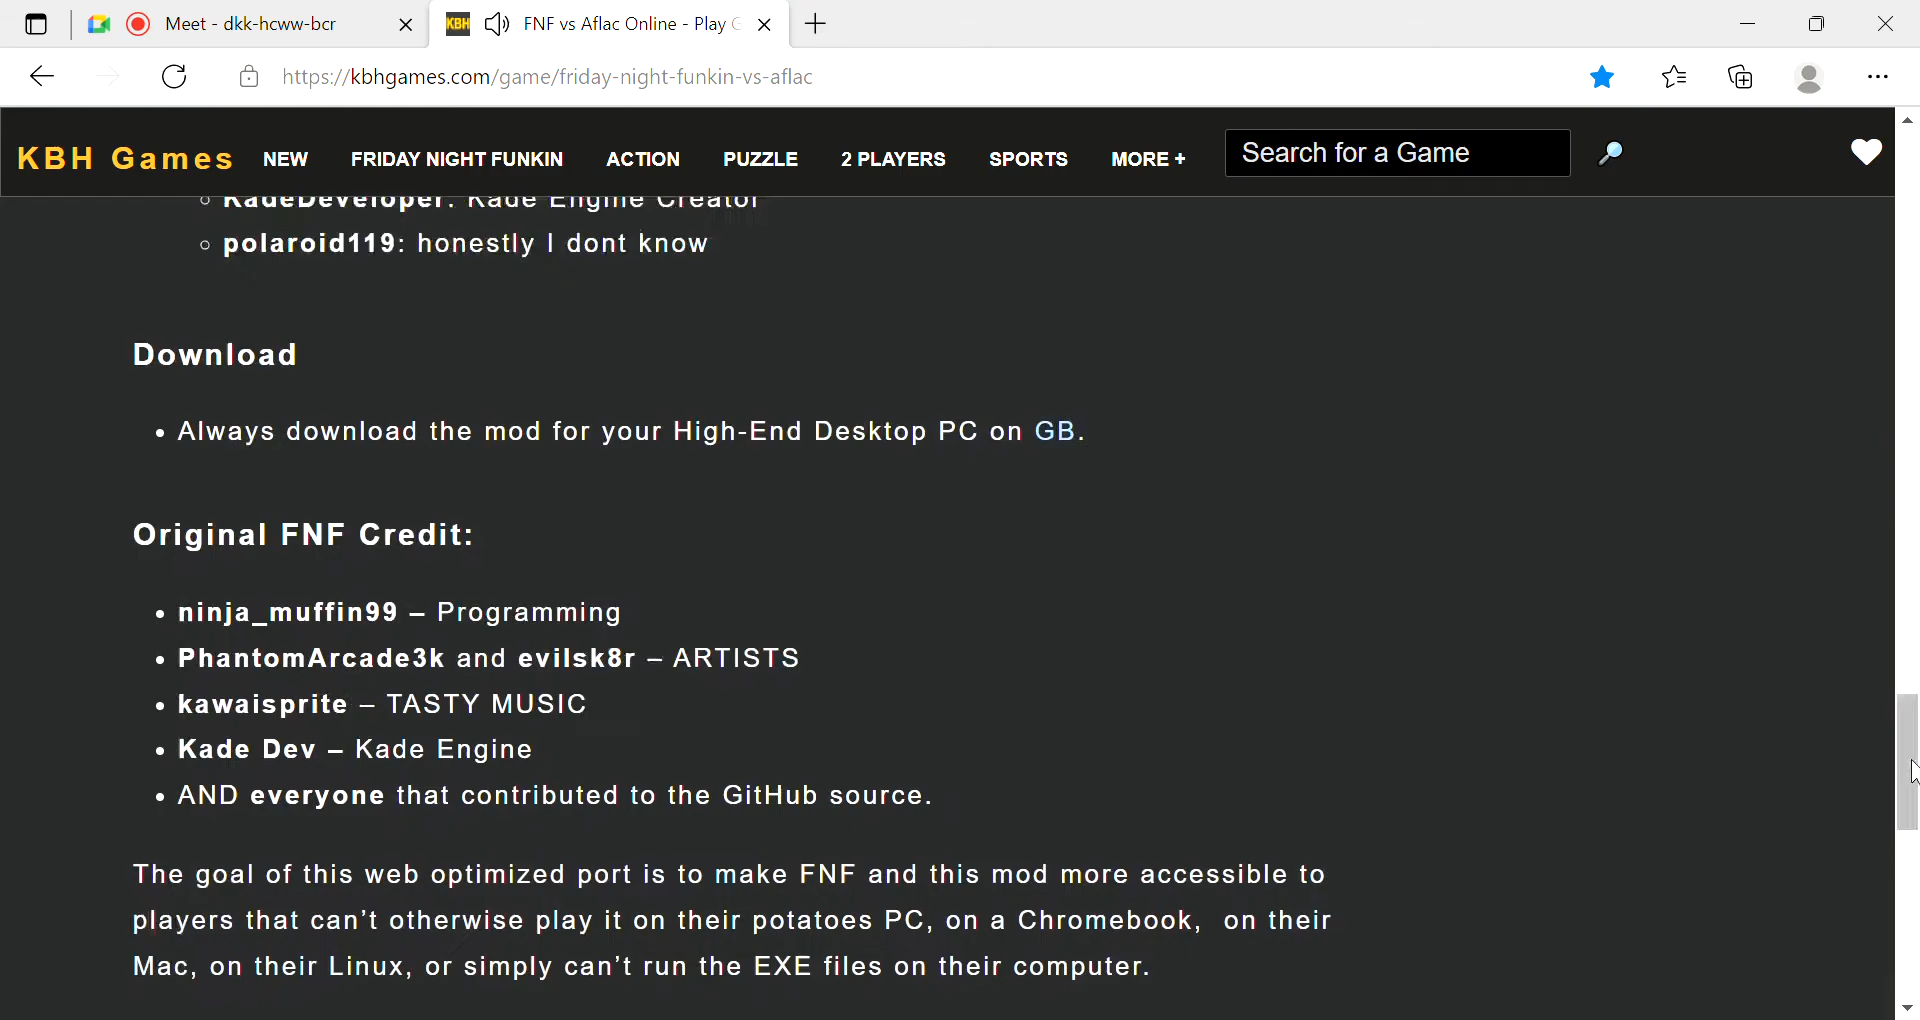 Meet - dkk-hcww-bcr
KBH FNF vs Aflac Online - Play G
https://kbhgames.com/game/friday-night-funkin-vs-aflac
KBH Games NEW FRIDAY NIGHT FUNKIN ACTION PUZZLE 2 PLAYERS SPORTS MORE + Search for a Game
KadeDeveloper: Kade Engine Creator
polaroid119: honestly I dont know
Download
• Always download the mod for your High-End Desktop PC on GB.
Original FNF Credit:
• ninja_muffin99 – Programming
• PhantomArcade3k and evilsk8r – ARTISTS
• kawaisprite – TASTY MUSIC
• Kade Dev – Kade Engine
• AND everyone that contributed to the GitHub source.
The goal of this web optimized port is to make FNF and this mod more accessible to
players that can’t otherwise play it on their potatoes PC, on a Chromebook, on their
Mac, on their Linux, or simply can’t run the EXE files on their computer.